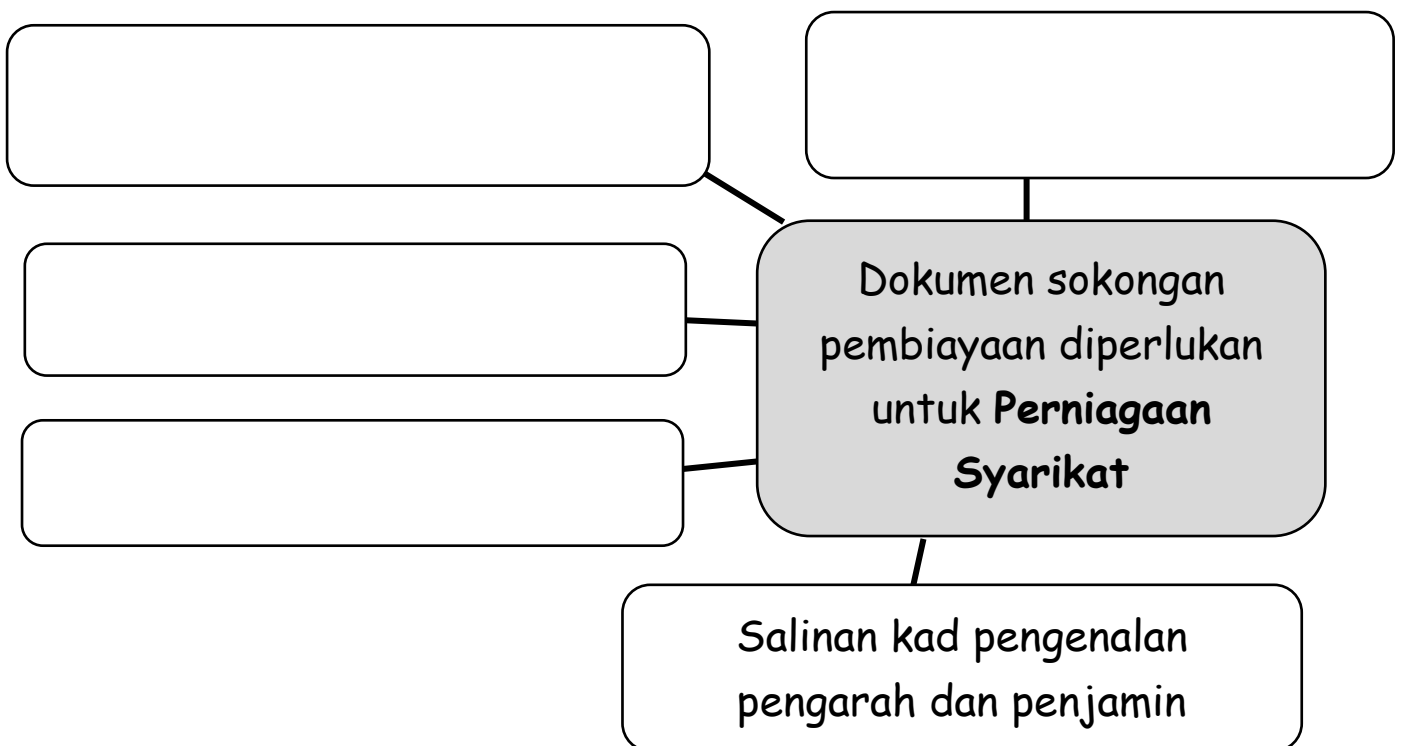 Dokumen sokongan
pembiayaan diperlukan
untuk Perniagaan
Syarikat
Salinan kad pengenalan
pengarah dan penjamin